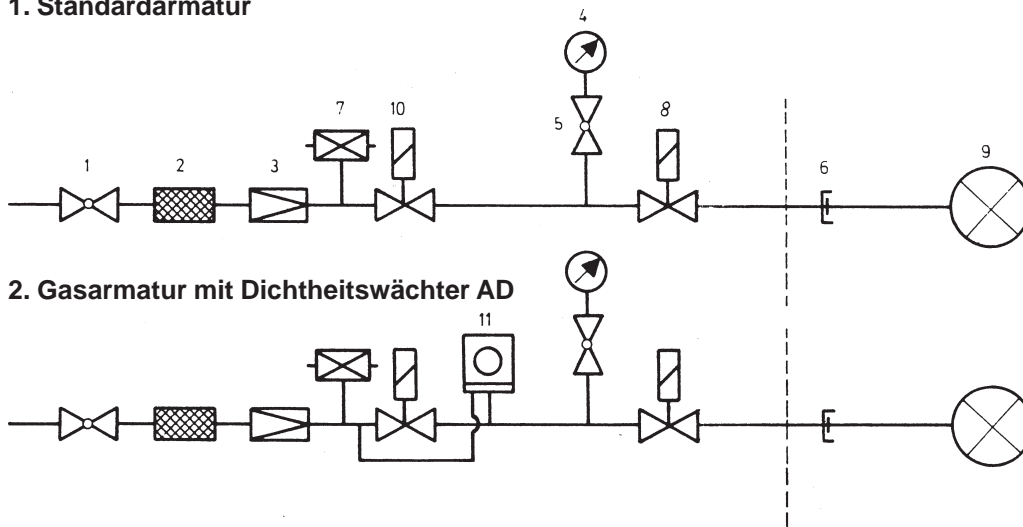 1. Standardarmatur
4
7 10 5 8
1 2 3 6 9
2. Gasarmatur mit Dichtheitswächter AD
11